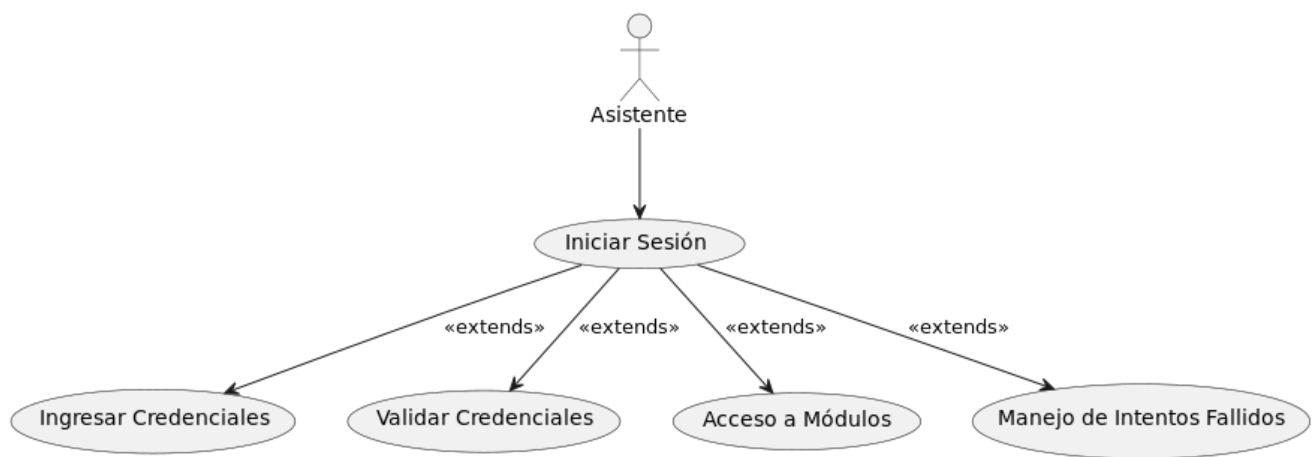 Asistente
Iniciar Sesión
«extends»
«extends»
«extends»
«extends»
Ingresar Credenciales
Validar Credenciales
Acceso a Módulos
Manejo de Intentos Fallidos